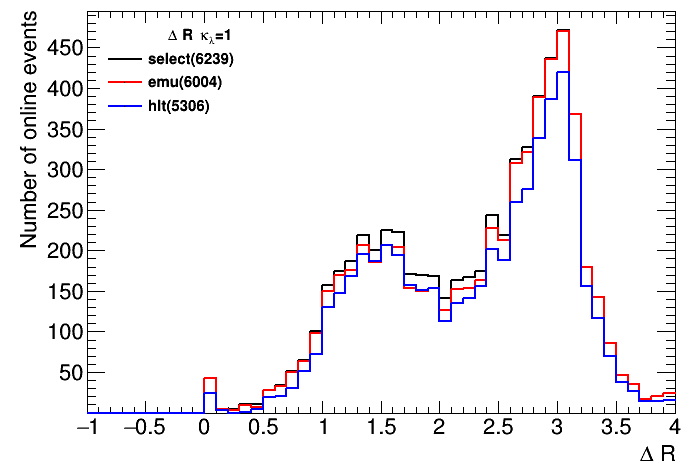 Δ R κλ=1
select(6239)
emu(6004)
hlt(5306)
Number of online events
450
400
350
300
250
200
150
100
50
−1 −0.5 0 0.5 1 1.5 2 2.5 3 3.5 4
Δ R